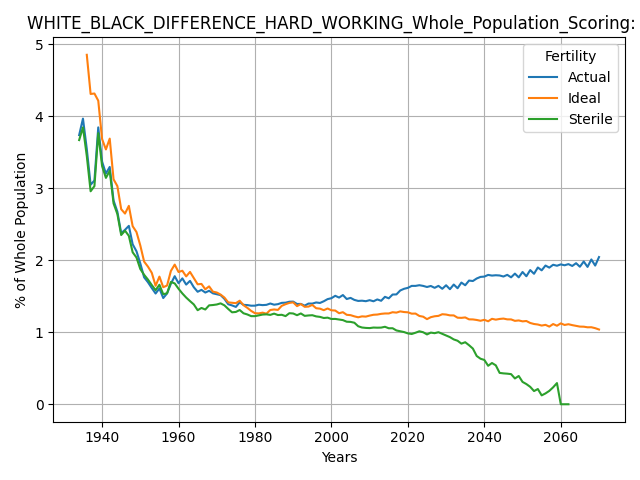 WHITE_BLACK_DIFFERENCE_HARD_WORKING_Whole_Population_Scoring:
Fertility
Actual
Ideal
Sterile
% of Whole Population
5
4
3
2
1
0
1940 1960 1980 2000 2020 2040 2060
Years